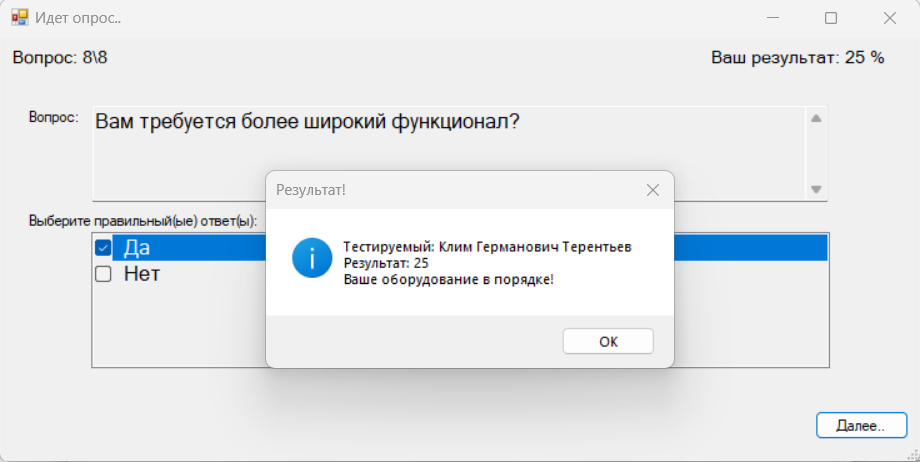 Идет опрос..
Вопрос: 8\8
Ваш результат: 25 %
Вопрос:
Вам требуется более широкий функционал?
Результат!
Тестируемый: Клим Германович Терентьев
Результат: 25
Ваше оборудование в порядке!
OK
Выберите правильный(ые) ответ(ы):
Да
Нет
Далее..